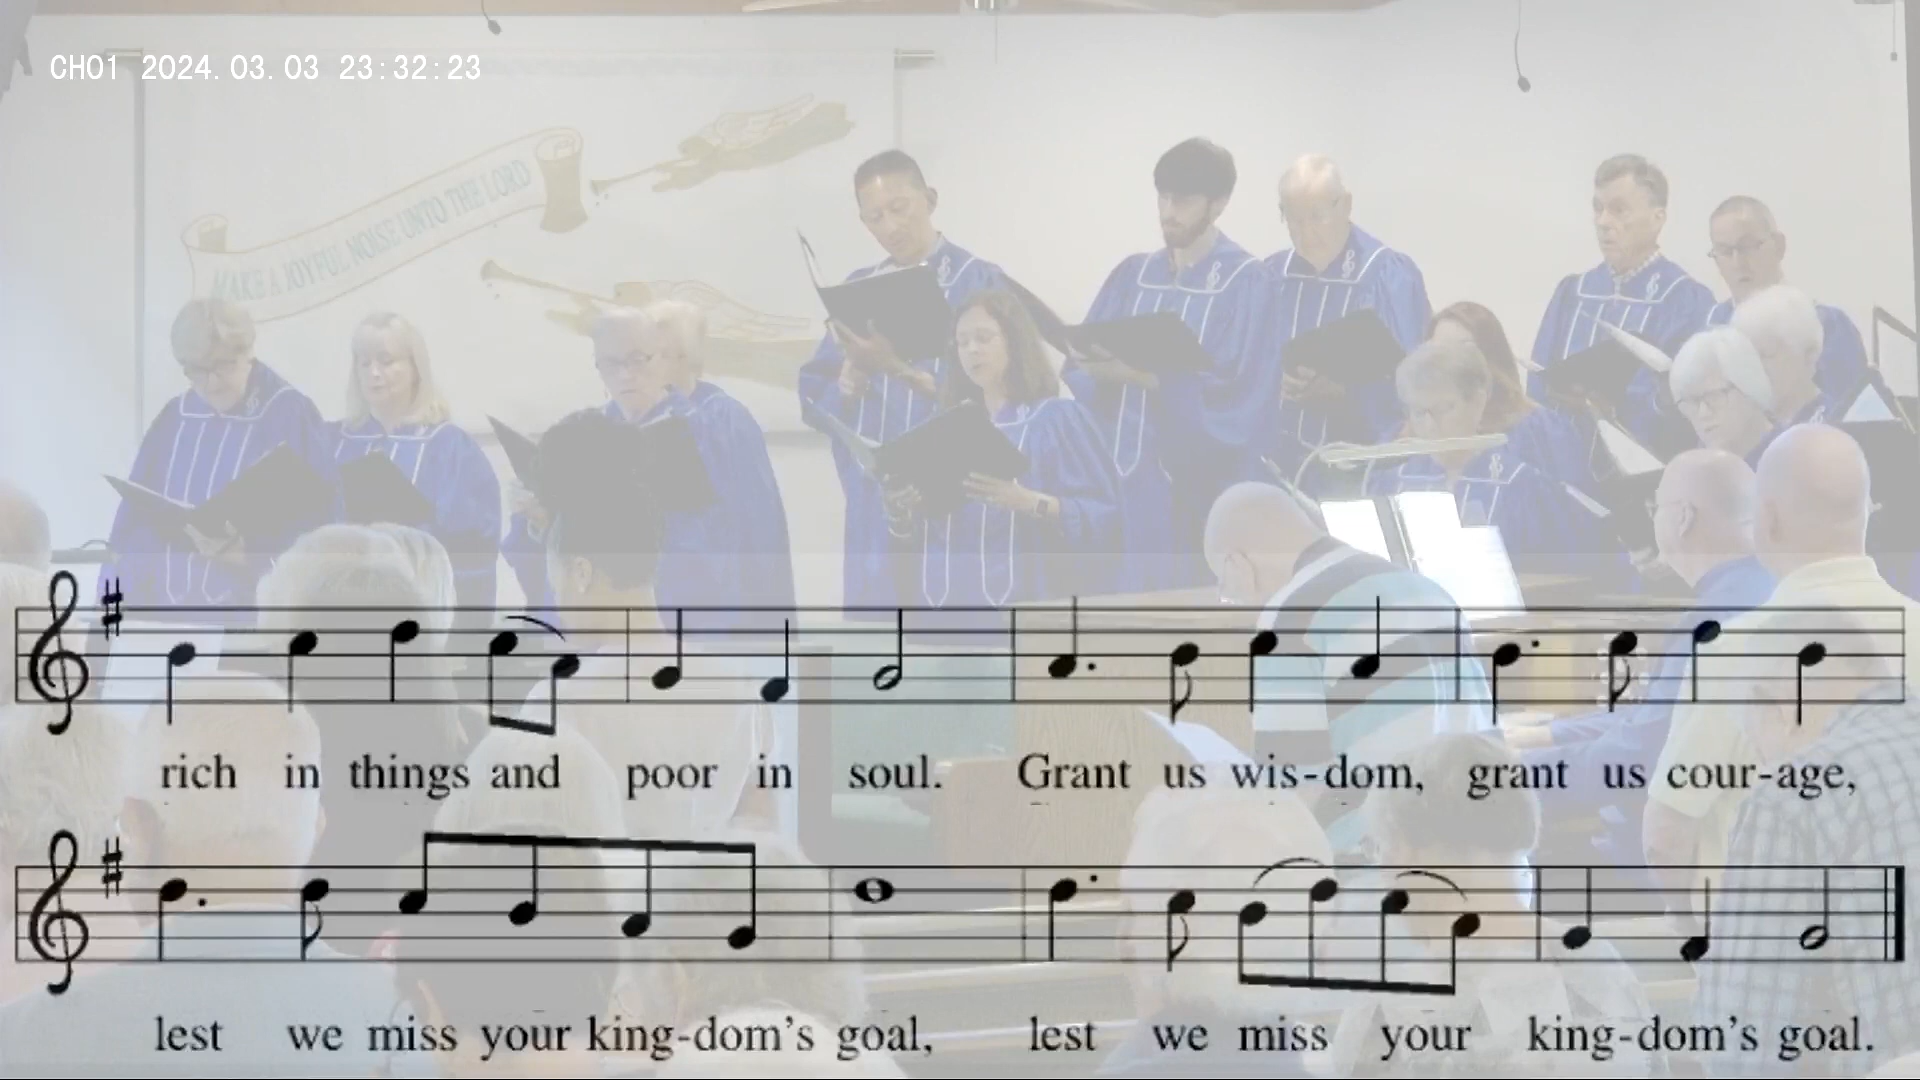 CH01 2024.03.03 23:32:23
MAKE A JOYFUL NOISE UNTO THE LORD
rich in things and poor in soul. Grant us wis-dom, grant us cour-age,
lest we miss your king-dom's goal, lest we miss your king-dom's goal.